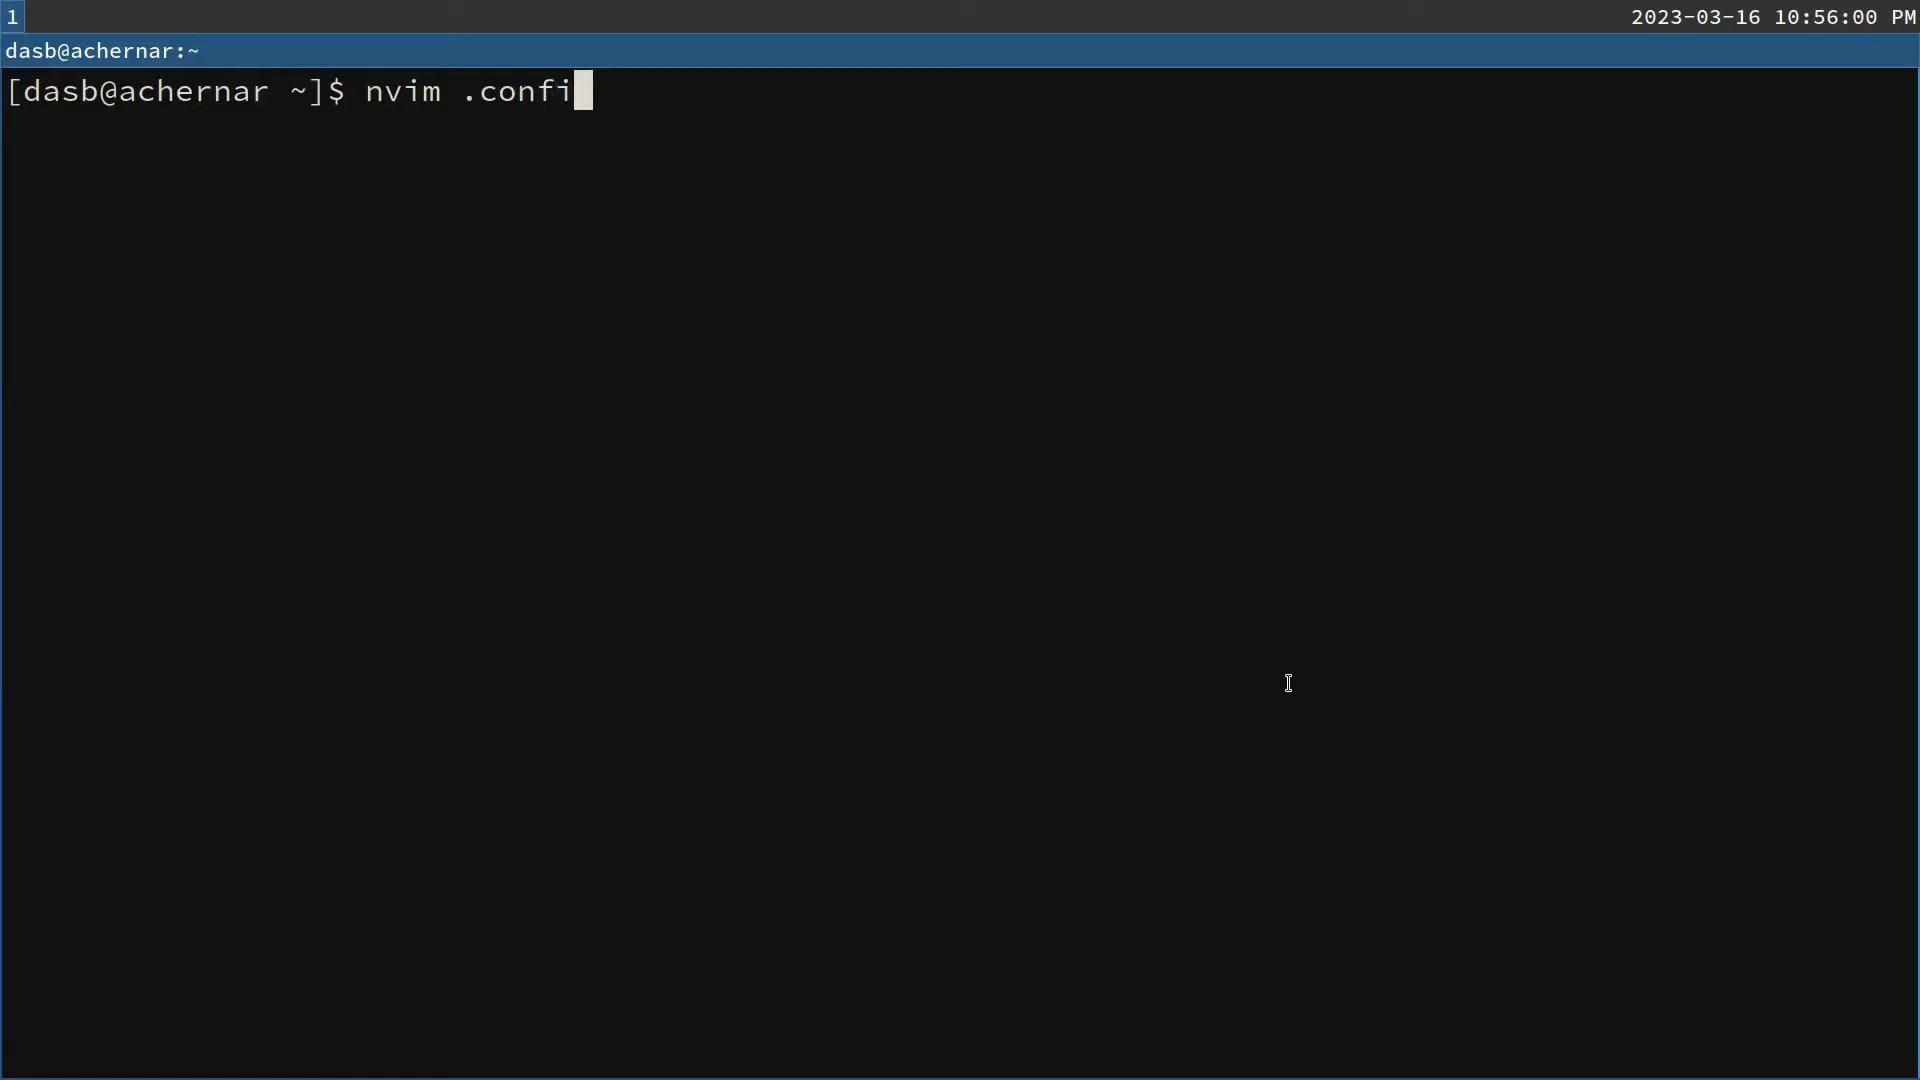 1 2023-03-16 10:56:00 PM
dasb@achernar:~
[dasb@achernar ~]$ nvim .confi